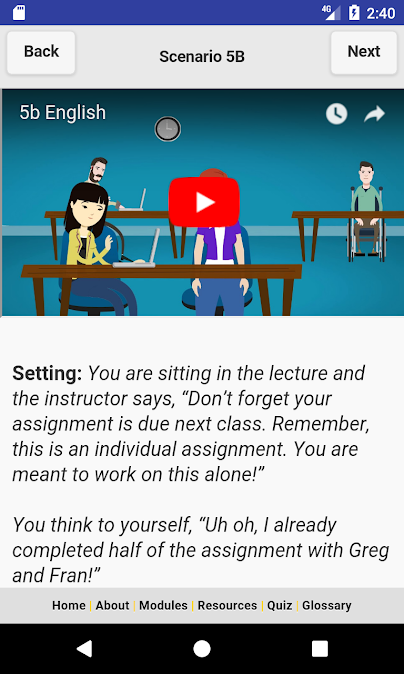 4G 2:40
Back
Scenario 5B
Next
5b English
Setting: You are sitting in the lecture and
the instructor says, “Don’t forget your
assignment is due next class. Remember,
this is an individual assignment. You are
meant to work on this alone!”
You think to yourself, “Uh oh, I already
completed half of the assignment with Greg
and Fran!”
Home | About | Modules | Resources | Quiz | Glossary